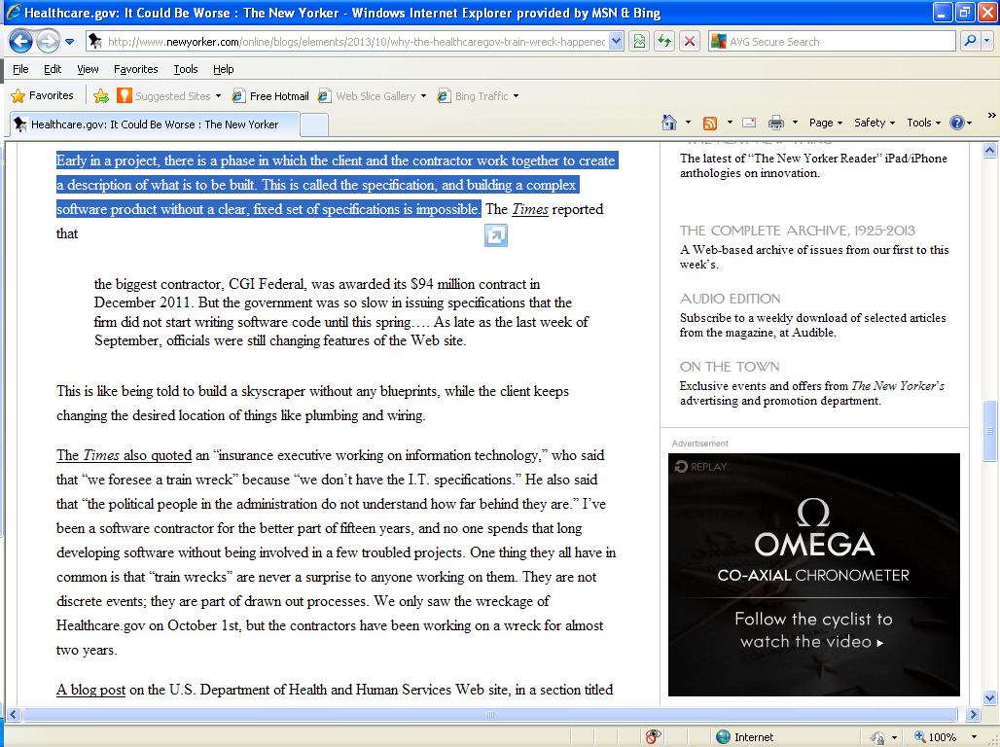 Healthcare.gov: It Could Be Worse : The New Yorker - Windows Internet Explorer provided by MSN & Bing
http://www.newyorker.com/online/blogs/elements/2013/10/why-the-healthcaregov-train-wreck-happened
AVG Secure Search
File Edit View Favorites Tools Help
Favorites Suggested Sites Free Hotmail Web Slice Gallery Bing Traffic
Healthcare.gov: It Could Be Worse : The New Yorker
Page Safety Tools »
Early in a project, there is a phase in which the client and the contractor work together to create
a description of what is to be built. This is called the specification, and building a complex
software product without a clear, fixed set of specifications is impossible. The Times reported
that
the biggest contractor, CGI Federal, was awarded its $94 million contract in
December 2011. But the government was so slow in issuing specifications that the
firm did not start writing software code until this spring…. As late as the last week of
September, officials were still changing features of the Web site.
This is like being told to build a skyscraper without any blueprints, while the client keeps
changing the desired location of things like plumbing and wiring.
The Times also quoted an “insurance executive working on information technology,” who said
that “we foresee a train wreck” because “we don’t have the I.T. specifications.” He also said
that “the political people in the administration do not understand how far behind they are.” I’ve
been a software contractor for the better part of fifteen years, and no one spends that long
developing software without being involved in a few troubled projects. One thing they all have in
common is that “train wrecks” are never a surprise to anyone working on them. They are not
discrete events; they are part of drawn out processes. We only saw the wreckage of
Healthcare.gov on October 1st, but the contractors have been working on a wreck for almost
two years.
A blog post on the U.S. Department of Health and Human Services Web site, in a section titled
THE NEXT NEW THING
The latest of “The New Yorker Reader” iPad/iPhone
anthologies on innovation.
THE COMPLETE ARCHIVE, 1925-2013
A Web-based archive of issues from our first to this
week’s.
AUDIO EDITION
Subscribe to a weekly download of selected articles
from the magazine, at Audible.
ON THE TOWN
Exclusive events and offers from The New Yorker’s
advertising and promotion department.
Advertisement
REPLAY
Ω
OMEGA
CO-AXIAL CHRONOMETER
Follow the cyclist to
watch the video
Internet
100%